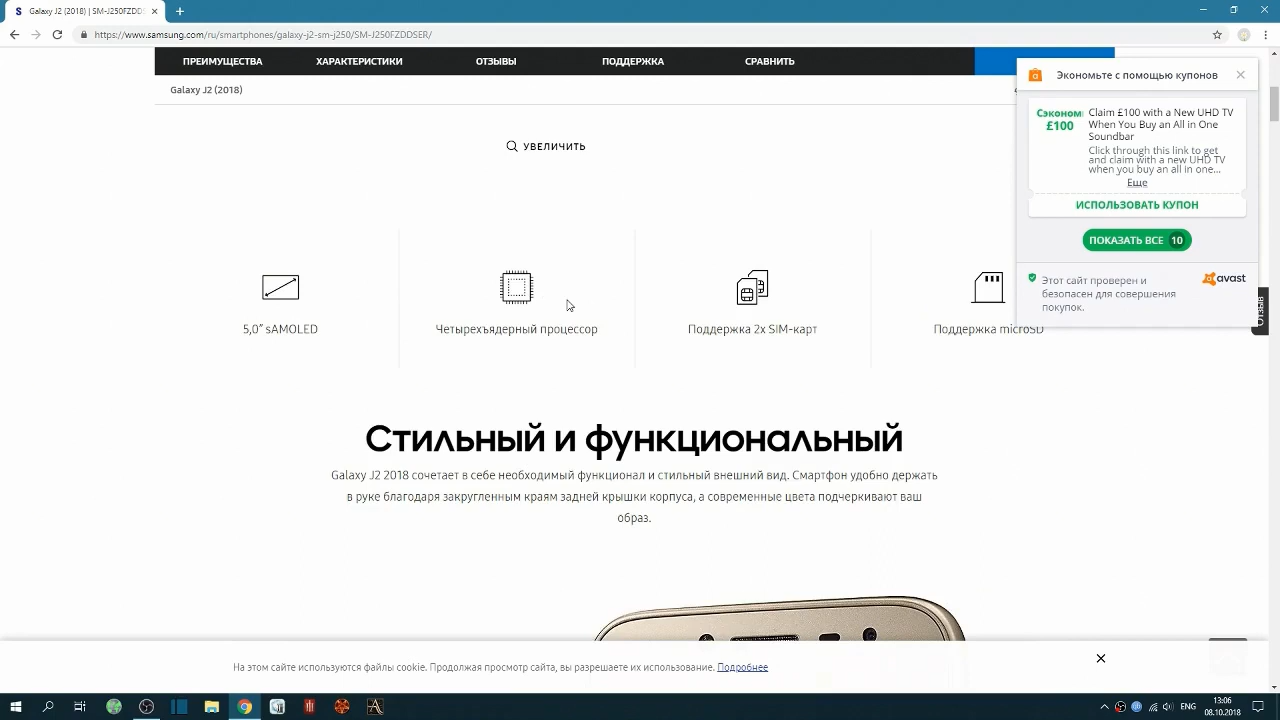 Galaxy J2 (2018) | SM-J250FZDDS
https://www.samsung.com/ru/smartphones/galaxy-j2-sm-j250/SM-J250FZDDSER/
ПРЕИМУЩЕСТВА ХАРАКТЕРИСТИКИ ОТЗЫВЫ ПОДДЕРЖКА СРАВНИТЬ
Galaxy J2 (2018)
УВЕЛИЧИТЬ
Экономьте с помощью купонов
Сэконом
£100
Claim £100 with a New UHD TV
When You Buy an All in One
Soundbar
Click through this link to get
and claim with a new UHD TV
when you buy an all in one...
Еще
ИСПОЛЬЗОВАТЬ КУПОН
ПОКАЗАТЬ ВСЕ 10
Этот сайт проверен и
безопасен для совершения
покупок.
avast
Отзыв
5,0″ sAMOLED
Четырехъядерный процессор
Поддержка 2x SIM-карт
Поддержка microSD
Стильный и функциональный
Galaxy J2 2018 сочетает в себе необходимый функционал и стильный внешний вид. Смартфон удобно держать
в руке благодаря закругленным краям задней крышки корпуса, а современные цвета подчеркивают ваш
образ.
На этом сайте используются файлы cookie. Продолжая просмотр сайта, вы разрешаете их использование. Подробнее
ENG
13:06
08.10.2018